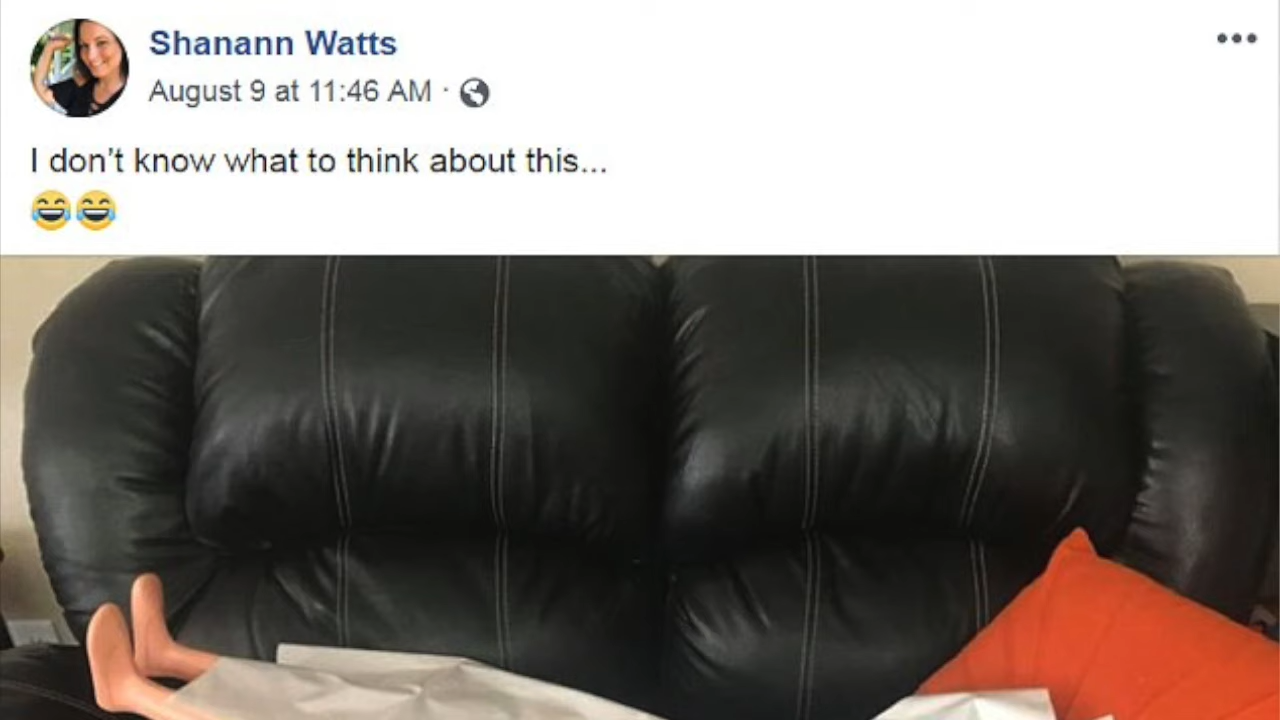 Shanann Watts
August 9 at 11:46 AM ·
I don't know what to think about this...